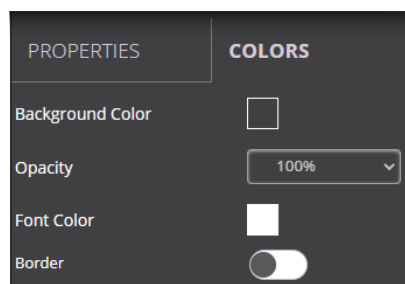 PROPERTIES COLORS
Background Color
Opacity 100%
Font Color
Border